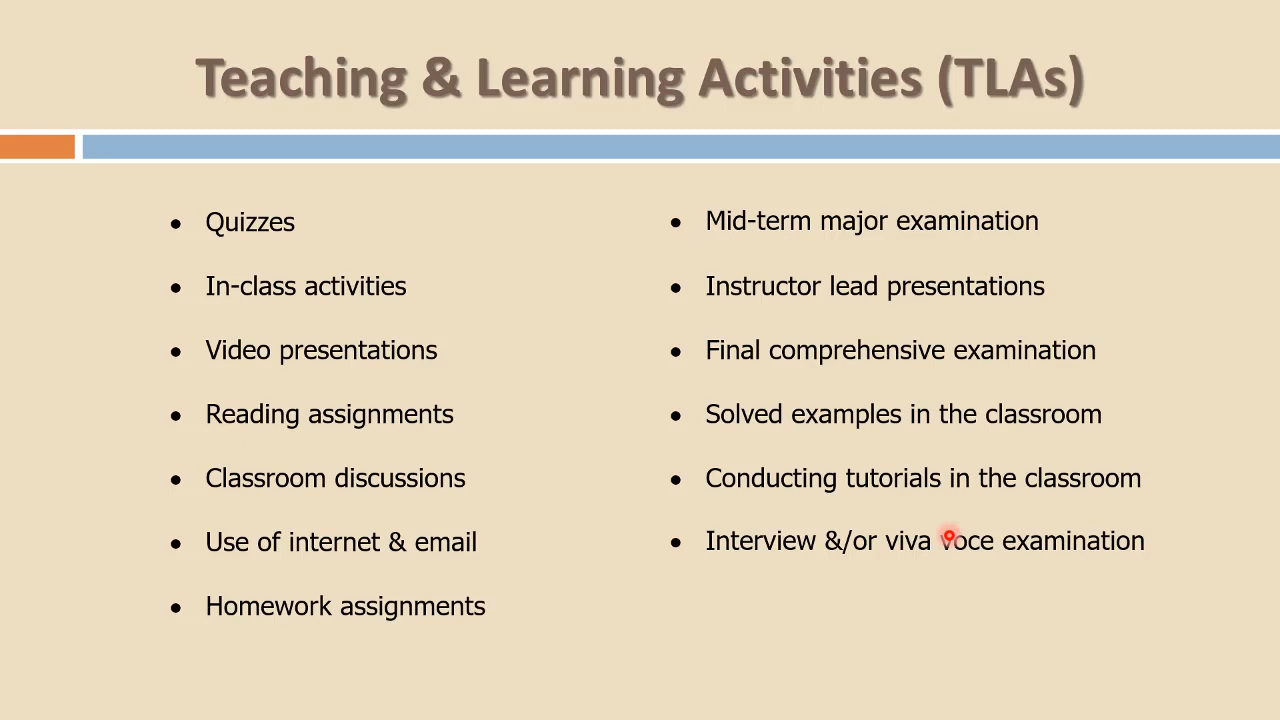 Teaching & Learning Activities (TLAs)
• Quizzes
• In-class activities
• Video presentations
• Reading assignments
• Classroom discussions
• Use of internet & email
• Homework assignments
• Mid-term major examination
• Instructor lead presentations
• Final comprehensive examination
• Solved examples in the classroom
• Conducting tutorials in the classroom
• Interview &/or viva voce examination